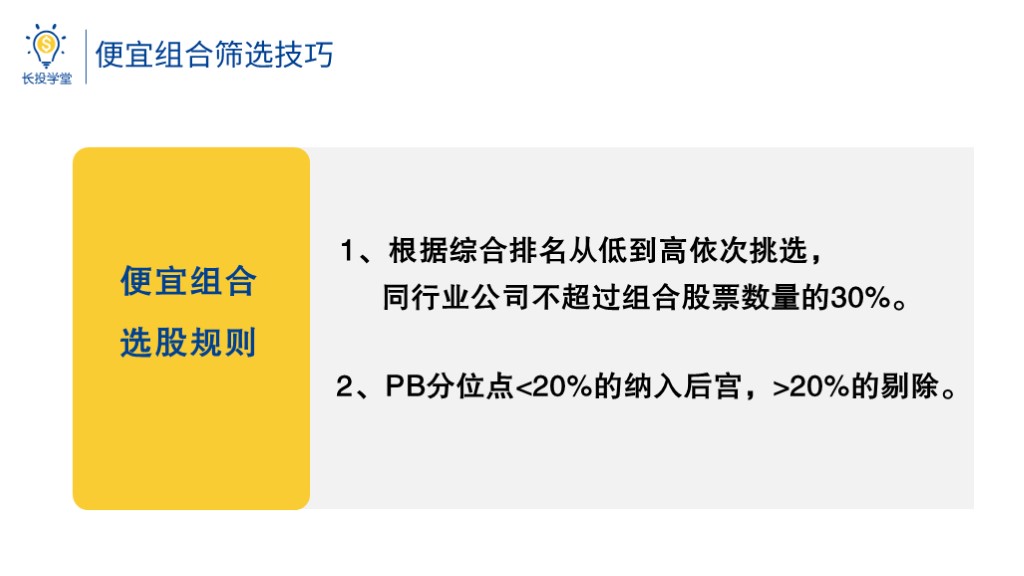 长投学堂
便宜组合筛选技巧
便宜组合
选股规则
1、根据综合排名从低到高依次挑选，
同行业公司不超过组合股票数量的30%。
2、PB分位点<20%的纳入后宫，>20%的剔除。